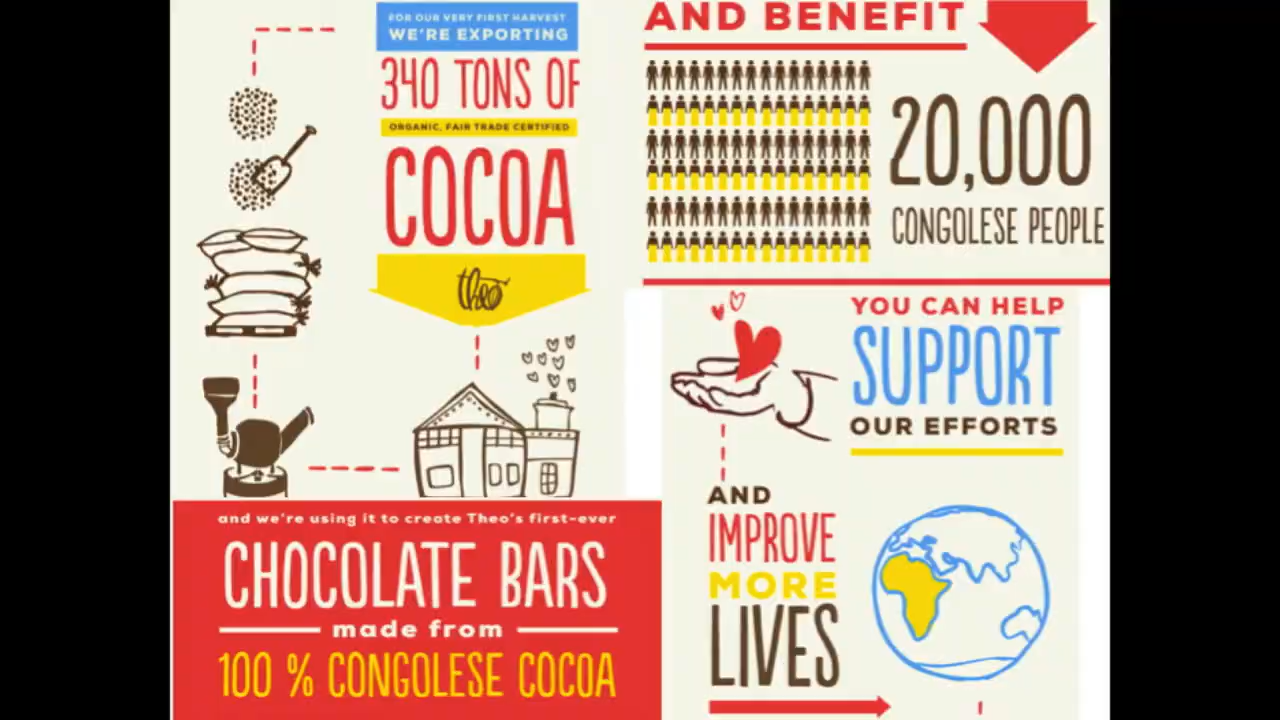 FOR OUR VERY FIRST HARVEST
WE'RE EXPORTING
340 TONS OF
ORGANIC, FAIR TRADE CERTIFIED
COCOA
theo
and we're using it to create Theo's first-ever
CHOCOLATE BARS
made from
100 % CONGOLESE COCOA
AND BENEFIT
20,000
CONGOLESE PEOPLE
YOU CAN HELP
SUPPORT
OUR EFFORTS
AND
IMPROVE
MORE
LIVES